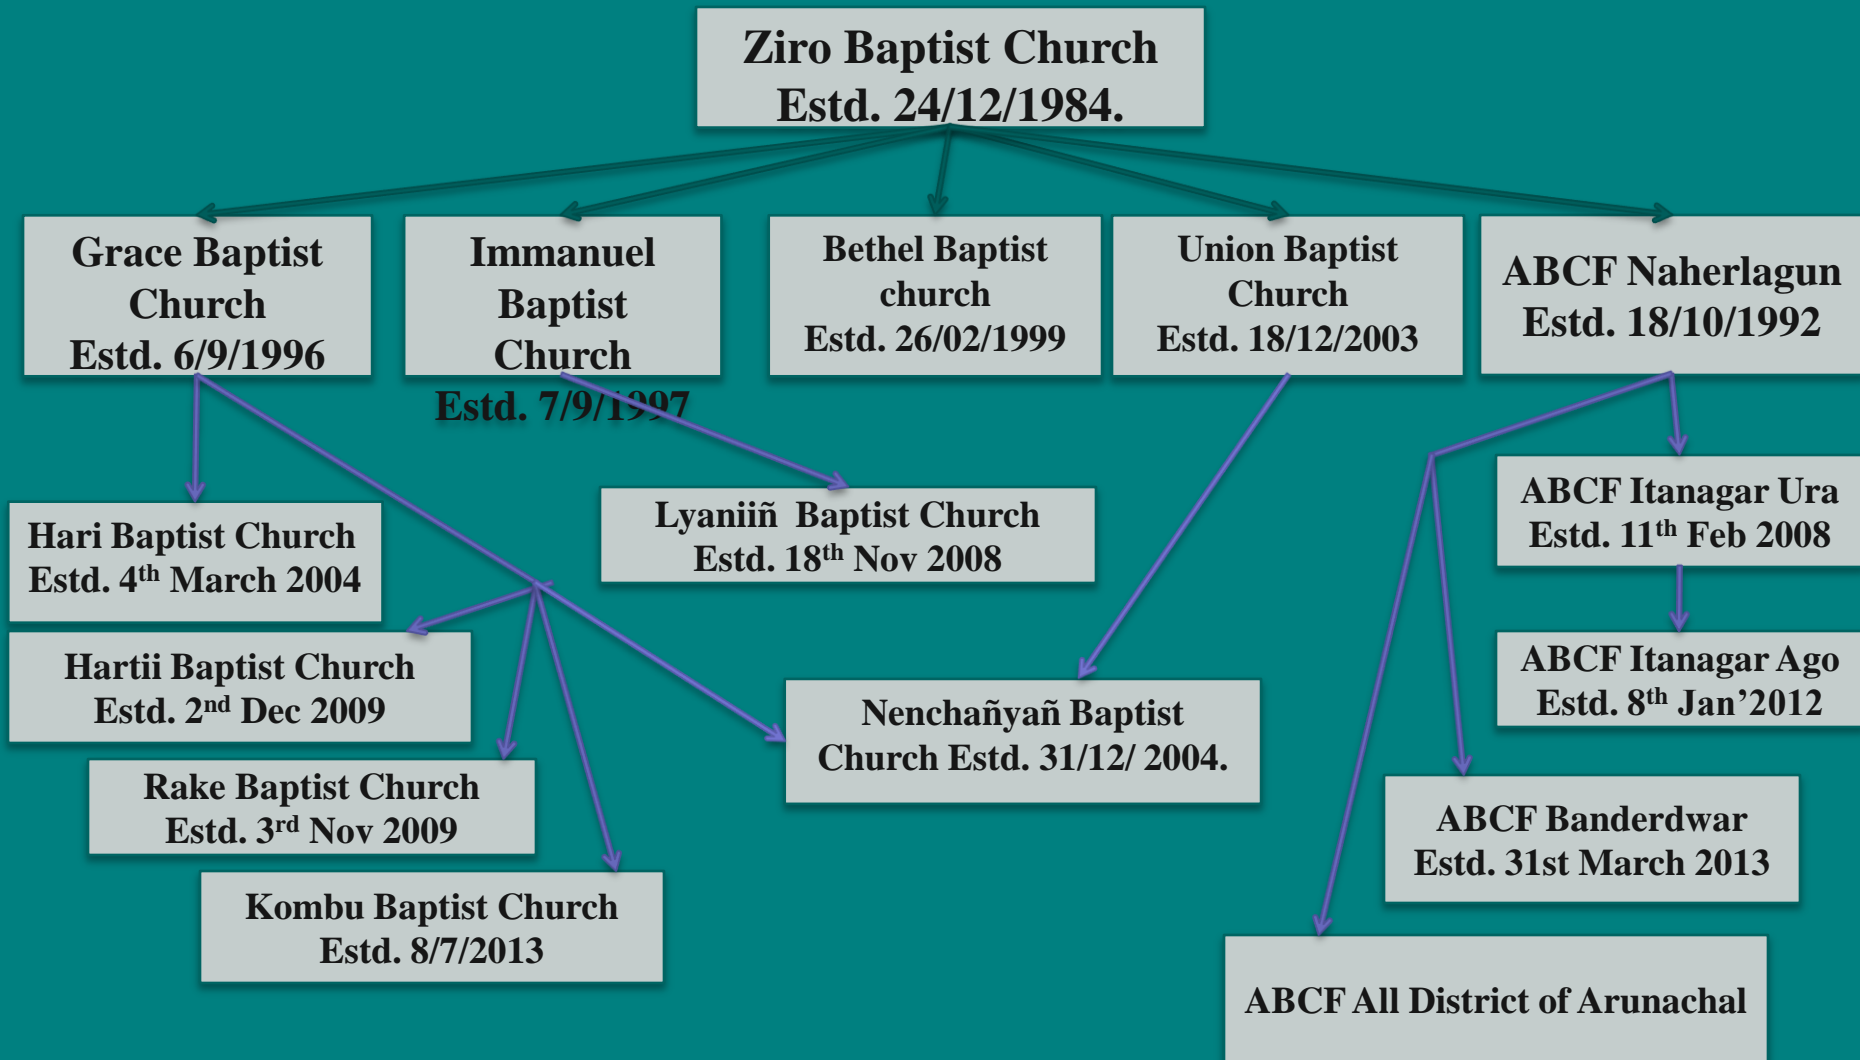 Ziro Baptist Church
Estd. 24/12/1984.
Grace Baptist
Church
Estd. 6/9/1996
Immanuel
Baptist
Church
Estd. 7/9/1997
Bethel Baptist
church
Estd. 26/02/1999
Union Baptist
Church
Estd. 18/12/2003
ABCF Naherlagun
Estd. 18/10/1992
Hari Baptist Church
Estd. 4th March 2004
Lyaniiñ Baptist Church
Estd. 18th Nov 2008
ABCF Itanagar Ura
Estd. 11th Feb 2008
Hartii Baptist Church
Estd. 2nd Dec 2009
Nenchañyañ Baptist
Church Estd. 31/12/ 2004.
ABCF Itanagar Ago
Estd. 8th Jan’2012
Rake Baptist Church
Estd. 3rd Nov 2009
ABCF Banderdwar
Estd. 31st March 2013
Kombu Baptist Church
Estd. 8/7/2013
ABCF All District of Arunachal